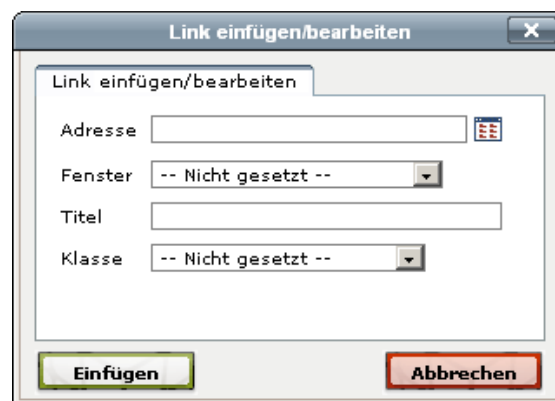 Link einfügen/bearbeiten
Link einfügen/bearbeiten
Adresse
Fenster -- Nicht gesetzt --
Titel
Klasse -- Nicht gesetzt --
Einfügen Abbrechen